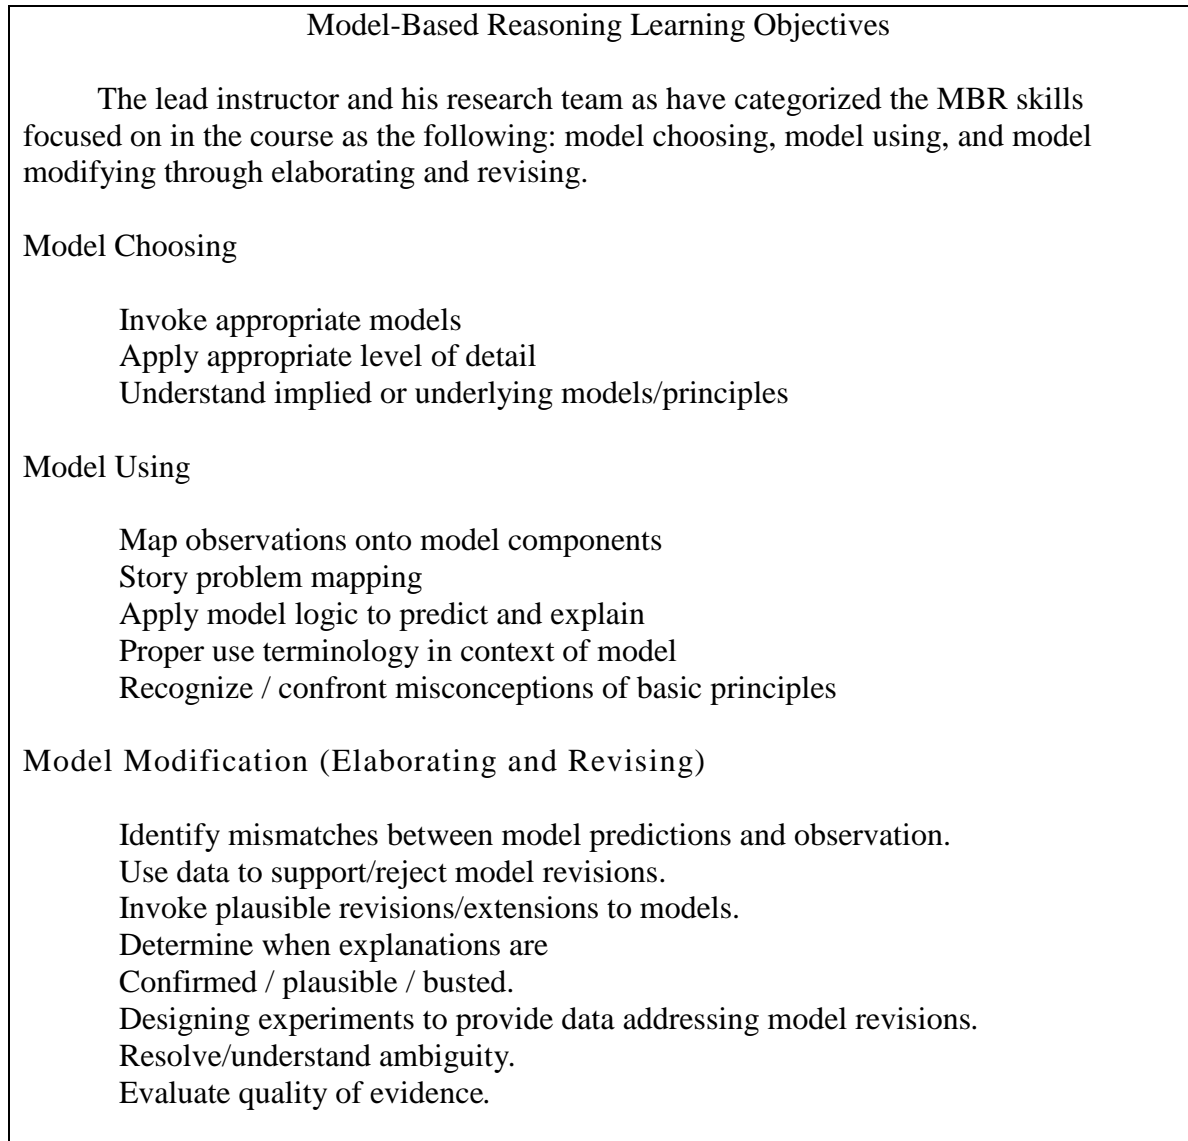 Model-Based Reasoning Learning Objectives
The lead instructor and his research team as have categorized the MBR skills
focused on in the course as the following: model choosing, model using, and model
modifying through elaborating and revising.
Model Choosing
Invoke appropriate models
Apply appropriate level of detail
Understand implied or underlying models/principles
Model Using
Map observations onto model components
Story problem mapping
Apply model logic to predict and explain
Proper use terminology in context of model
Recognize / confront misconceptions of basic principles
Model Modification (Elaborating and Revising)
Identify mismatches between model predictions and observation.
Use data to support/reject model revisions.
Invoke plausible revisions/extensions to models.
Determine when explanations are
Confirmed / plausible / busted.
Designing experiments to provide data addressing model revisions.
Resolve/understand ambiguity.
Evaluate quality of evidence.